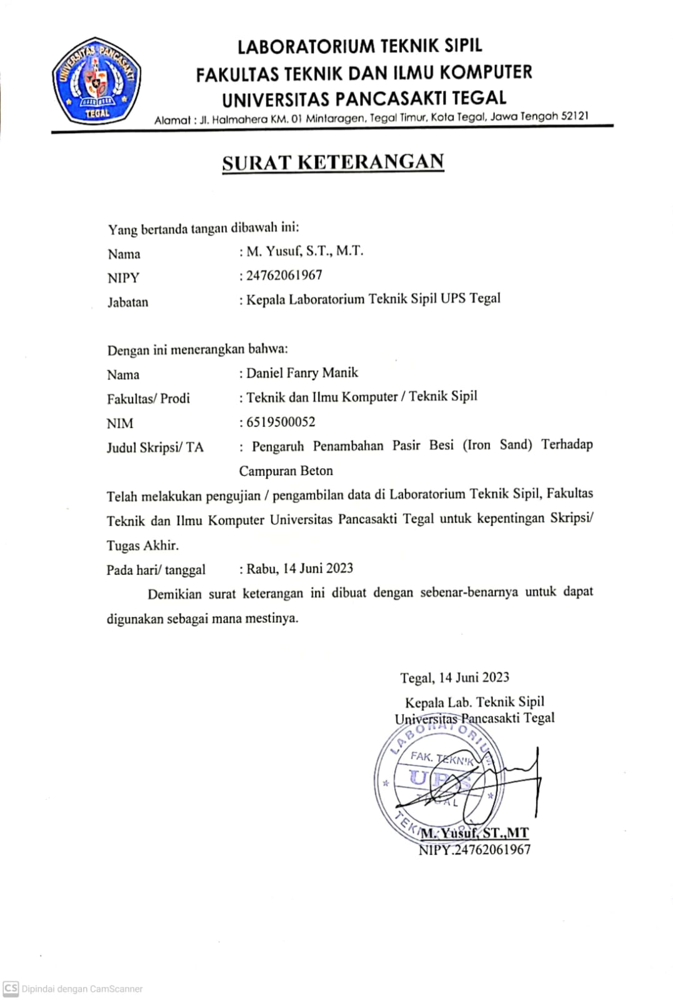 UNIVERSITAS PANCASAKTI
TEGAL
LABORATORIUM TEKNIK SIPIL
FAKULTAS TEKNIK DAN ILMU KOMPUTER
UNIVERSITAS PANCASAKTI TEGAL
Alamat : Jl. Halmahera KM. 01 Mintaragen, Tegal Timur, Kota Tegal, Jawa Tengah 52121
SURAT KETERANGAN
Yang bertanda tangan dibawah ini:
Nama : M. Yusuf, S.T., M.T.
NIPY : 24762061967
Jabatan : Kepala Laboratorium Teknik Sipil UPS Tegal
Dengan ini menerangkan bahwa:
Nama : Daniel Fanry Manik
Fakultas/ Prodi : Teknik dan Ilmu Komputer / Teknik Sipil
NIM : 6519500052
Judul Skripsi/ TA : Pengaruh Penambahan Pasir Besi (Iron Sand) Terhadap
Campuran Beton
Telah melakukan pengujian / pengambilan data di Laboratorium Teknik Sipil, Fakultas
Teknik dan Ilmu Komputer Universitas Pancasakti Tegal untuk kepentingan Skripsi/
Tugas Akhir.
Pada hari/ tanggal : Rabu, 14 Juni 2023
Demikian surat keterangan ini dibuat dengan sebenar-benarnya untuk dapat
digunakan sebagai mana mestinya.
Tegal, 14 Juni 2023
Kepala Lab. Teknik Sipil
Universitas Pancasakti Tegal
LABORATORIUM
FAK. TEKNIK
UPS
TEGAL
M. Yusuf, ST.,MT
NIPY.24762061967
CS Dipindai dengan CamScanner